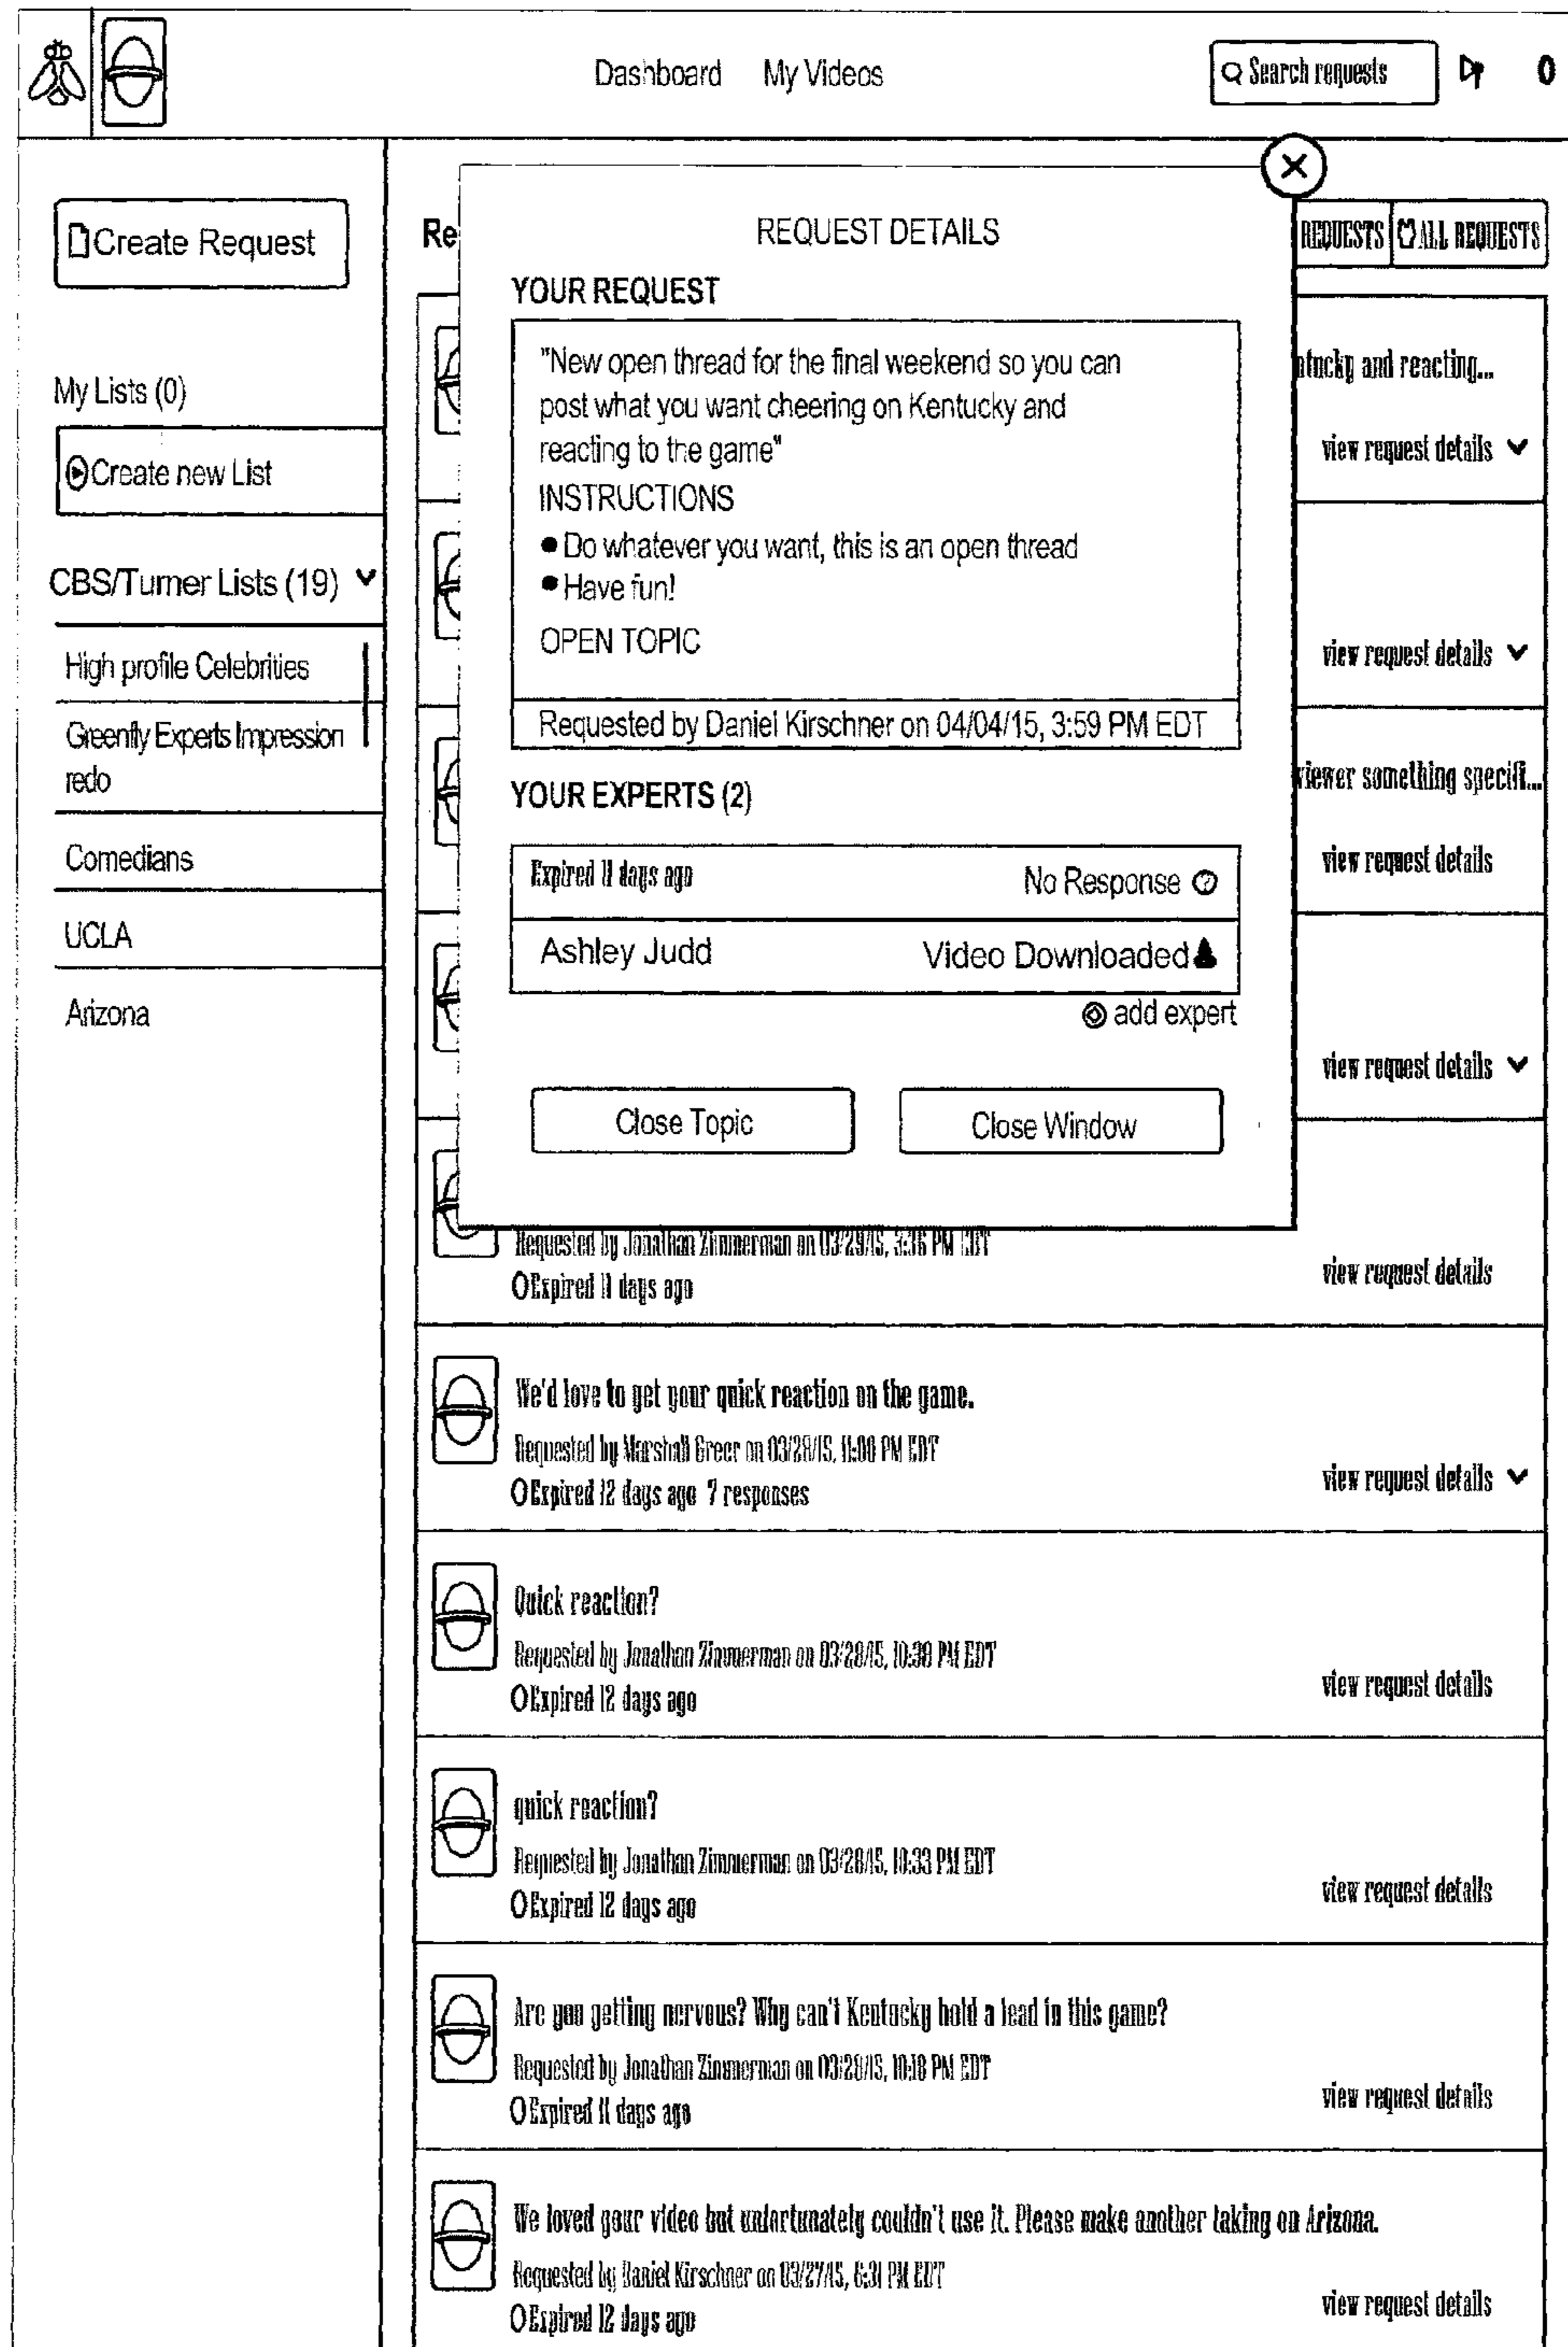 Dashboard My Videos
Search requests
0
Create Request
My Lists (0)
Create new List
CBS/Turner Lists (19)
High profile Celebrities
Greenfly Experts Impression
redo
Comedians
UCLA
Arizona
Re
REQUESTS
ALL REQUESTS
REQUEST DETAILS
YOUR REQUEST
"New open thread for the final weekend so you can
post what you want cheering on Kentucky and
reacting to the game"
INSTRUCTIONS
• Do whatever you want, this is an open thread
• Have fun!
OPEN TOPIC
Requested by Daniel Kirschner on 04/04/15, 3:59 PM EDT
YOUR EXPERTS (2)
Expired 11 days ago No Response
Ashley Judd Video Downloaded
add expert
Close Topic
Close Window
ntucky and reacting...
view request details
view request details
viewer something specifi...
view request details
view request details
Requested by Jonathan Zimmerman on 03/29/15, 3:36 PM EDT
Expired 11 days ago
view request details
We'd love to get your quick reaction on the game.
Requested by Marshall Greer on 03/28/15, 11:00 PM EDT
Expired 12 days ago 7 responses
view request details
Quick reaction?
Requested by Jonathan Zimmerman on 03/28/15, 10:38 PM EDT
Expired 12 days ago
view request details
quick reaction?
Requested by Jonathan Zimmerman on 03/28/15, 10:33 PM EDT
Expired 12 days ago
view request details
Are you getting nervous? Why can't Kentucky hold a lead in this game?
Requested by Jonathan Zimmerman on 03/28/15, 10:18 PM EDT
Expired 11 days ago
view request details
We loved your video but unfortunately couldn't use it. Please make another taking on Arizona.
Requested by Daniel Kirschner on 03/27/15, 6:31 PM EDT
Expired 12 days ago
view request details